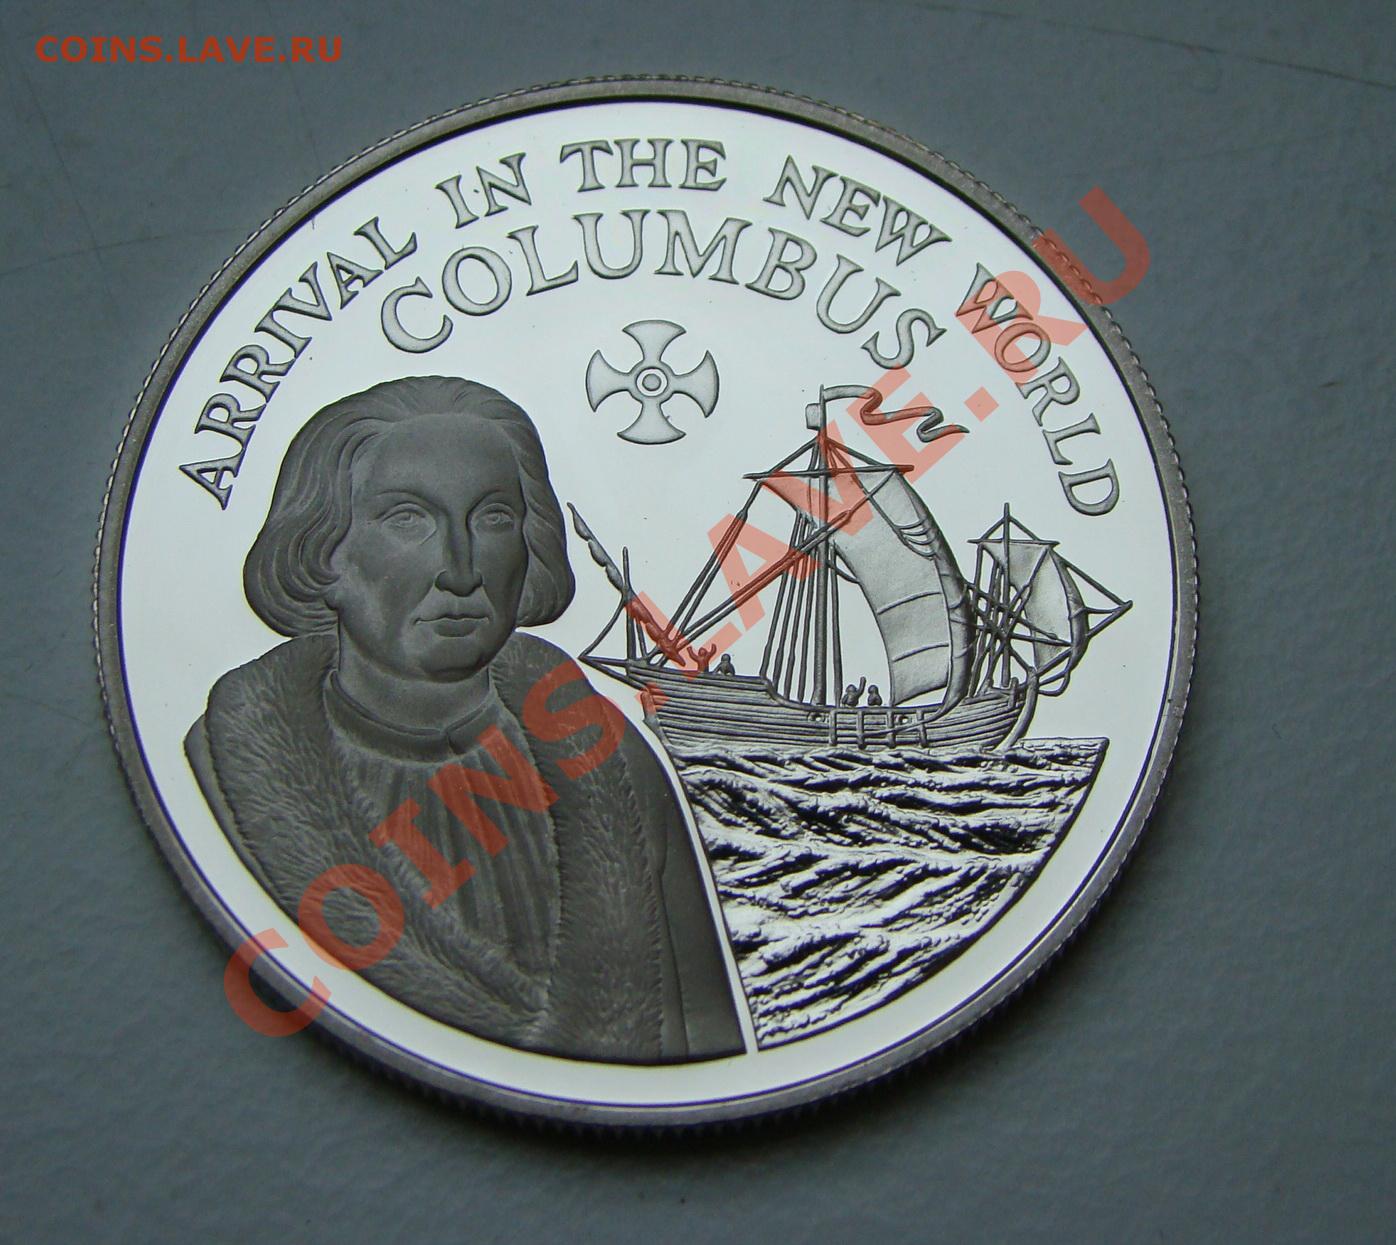 COINS.LAVE.RU
ARRIVAL IN THE NEW WORLD
COLUMBUS
COINS.LAVE.RU